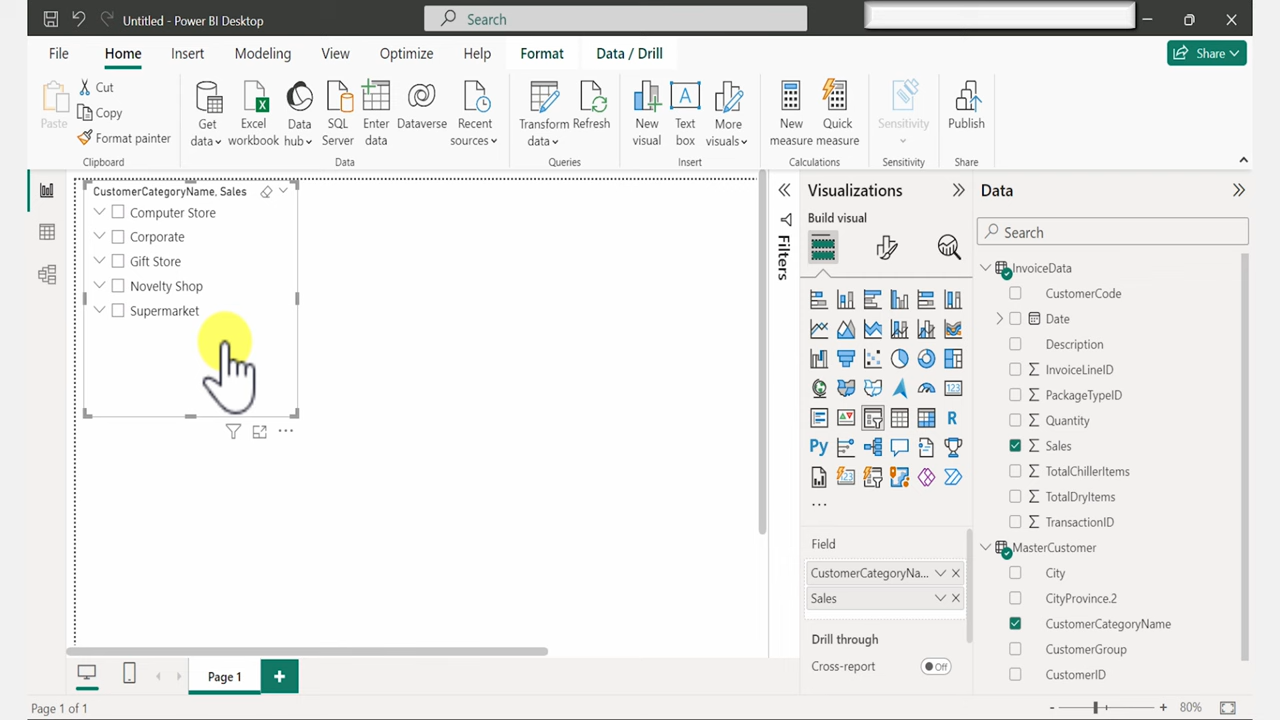 Untitled - Power BI Desktop
Search
File
Home
Insert
Modeling
View
Optimize
Help
Format
Data / Drill
Share
Paste
Cut
Copy
Format painter
Clipboard
Get data
Excel workbook
Data hub
SQL Server
Enter data
Dataverse
Recent sources
Data
Transform data
Refresh
Queries
New visual
A
Text box
More visuals
Insert
New measure
Quick measure
Calculations
Sensitivity
Sensitivity
Publish
Share
CustomerCategoryName, Sales
Computer Store
Corporate
Gift Store
Novelty Shop
Supermarket
Filters
Visualizations
Build visual
123
R
Py
123
Field
CustomerCategoryNa...
Sales
Drill through
Cross-report
Off
Data
Search
InvoiceData
CustomerCode
Date
Description
InvoiceLineID
PackageTypeID
Quantity
Sales
TotalChillerItems
TotalDryItems
TransactionID
MasterCustomer
City
CityProvince.2
CustomerCategoryName
CustomerGroup
CustomerID
Page 1
Page 1 of 1
80%